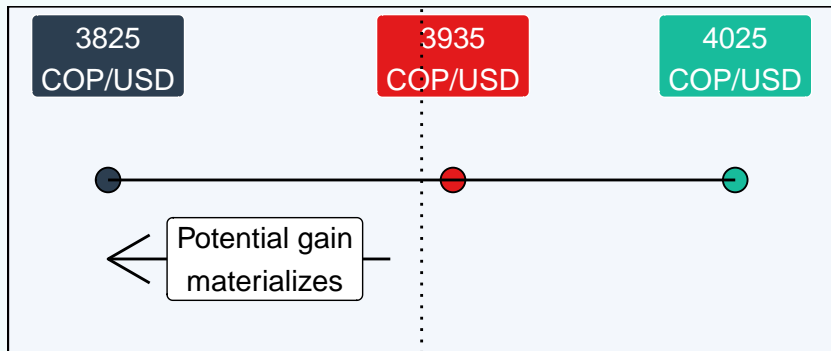 3825
COP/USD
3935
COP/USD
4025
COP/USD
Potential gain
materializes